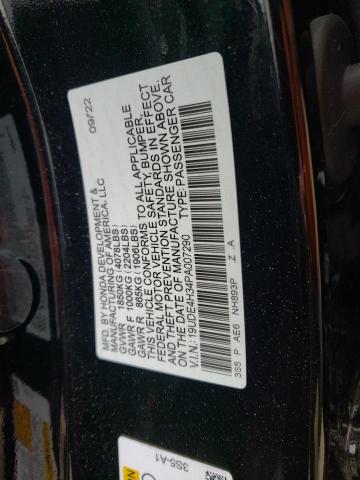 MFD. BY HONDA DEVELOPMENT &
MANUFACTURING OF AMERICA, LLC 09/22
GVWR 1850KG (4078LBS)
GAWR F 1000KG (2204LBS)
GAWR R 865KG (1906LBS)
THIS VEHICLE CONFORMS TO ALL APPLICABLE
FEDERAL MOTOR VEHICLE SAFETY, BUMPER,
AND THEFT PREVENTION STANDARDS IN EFFECT
ON THE DATE OF MANUFACTURE SHOWN ABOVE.
V.I.N.: 19UDE4H34PA007290 TYPE: PASSENGER CAR
3S5 P AE6 NH893P Z A
3S5-A1